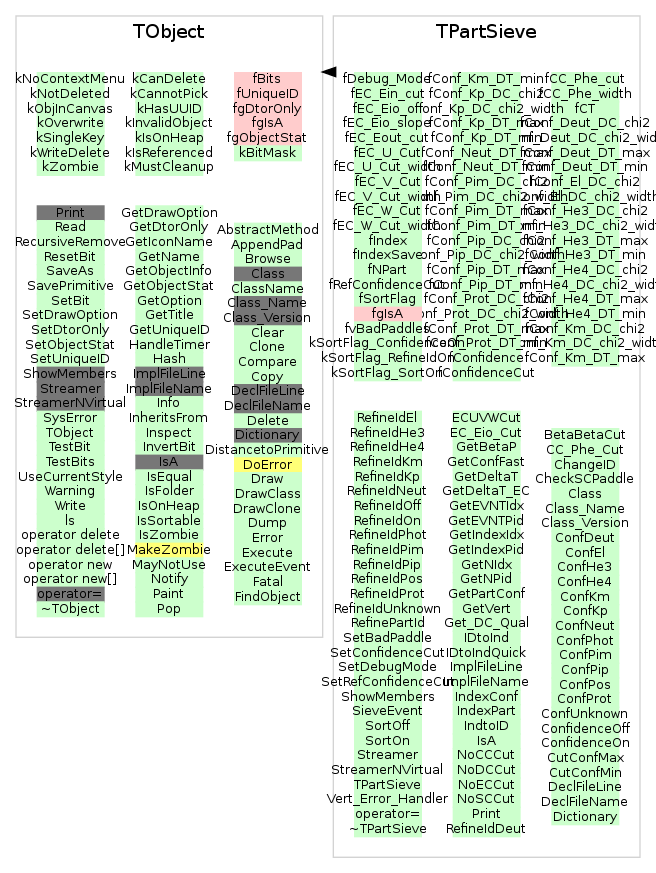 TObject
kNoContextMenu
kNotDeleted
kObjInCanvas
kOverwrite
kSingleKey
kWriteDelete
kZombie
kCanDelete
kCannotPick
kHasUUID
kInvalidObject
kIsOnHeap
kIsReferenced
kMustCleanup
fBits
fUniqueID
fgDtorOnly
fgIsA
fgObjectStat
kBitMask
Print
Read
RecursiveRemove
ResetBit
SaveAs
SavePrimitive
SetBit
SetDrawOption
SetDtorOnly
SetObjectStat
SetUniqueID
ShowMembers
Streamer
StreamerNVirtual
SysError
TObject
TestBit
TestBits
UseCurrentStyle
Warning
Write
ls
operator delete
operator delete[]
operator new
operator new[]
operator=
~TObject
GetDrawOption
GetDtorOnly
GetIconName
GetName
GetObjectInfo
GetObjectStat
GetOption
GetTitle
GetUniqueID
HandleTimer
Hash
ImplFileLine
ImplFileName
Info
InheritsFrom
Inspect
InvertBit
IsA
IsEqual
IsFolder
IsOnHeap
IsSortable
IsZombie
MakeZombie
MayNotUse
Notify
Paint
Pop
AbstractMethod
AppendPad
Browse
Class
ClassName
Class_Name
Class_Version
Clear
Clone
Compare
Copy
DeclFileLine
DeclFileName
Delete
Dictionary
DistancetoPrimitive
DoError
Draw
DrawClass
DrawClone
Dump
Error
Execute
ExecuteEvent
Fatal
FindObject
TPartSieve
fDebug_Mode
fEC_Ein_cut
fEC_Eio_off
fEC_Eio_slope
fEC_Eout_cut
fEC_U_Cut
fEC_U_Cut_width
fEC_V_Cut
fEC_V_Cut_width
fEC_W_Cut
fEC_W_Cut_width
fIndex
fIndexSave
fNPart
fRefConfidenceCut
fSortFlag
fgIsA
fvBadPaddles
kSortFlag_ConfidenceOn
kSortFlag_RefineIdOn
kSortFlag_SortOn
fConf_Km_DT_min
fConf_Kp_DC_chi2
fConf_Kp_DC_chi2_width
fConf_Kp_DT_max
fConf_Kp_DT_min
fConf_Neut_DT_max
fConf_Neut_DT_min
fConf_Pim_DC_chi2
fConf_Pim_DC_chi2_width
fConf_Pim_DT_max
fConf_Pim_DT_min
fConf_Pip_DC_chi2
fConf_Pip_DC_chi2_width
fConf_Pip_DT_max
fConf_Pip_DT_min
fConf_Prot_DC_chi2
fConf_Prot_DC_chi2_width
fConf_Prot_DT_max
fConf_Prot_DT_min
fConfidence
fConfidenceCut
fCC_Phe_cut
fCC_Phe_width
fCT
fConf_Deut_DC_chi2
fConf_Deut_DC_chi2_width
fConf_Deut_DT_max
fConf_Deut_DT_min
fConf_El_DC_chi2
fConf_El_DC_chi2_width
fConf_He3_DC_chi2
fConf_He3_DC_chi2_width
fConf_He3_DT_max
fConf_He3_DT_min
fConf_He4_DC_chi2
fConf_He4_DC_chi2_width
fConf_He4_DT_max
fConf_He4_DT_min
fConf_Km_DC_chi2
fConf_Km_DC_chi2_width
fConf_Km_DT_max
RefineIdEl
RefineIdHe3
RefineIdHe4
RefineIdKm
RefineIdKp
RefineIdNeut
RefineIdOff
RefineIdOn
RefineIdPhot
RefineIdPim
RefineIdPip
RefineIdPos
RefineIdProt
RefineIdUnknown
RefinePartId
SetBadPaddle
SetConfidenceCut
SetDebugMode
SetRefConfidenceCut
ShowMembers
SieveEvent
SortOff
SortOn
Streamer
StreamerNVirtual
TPartSieve
Vert_Error_Handler
operator=
~TPartSieve
ECUVWCut
EC_Eio_Cut
GetBetaP
GetConfFast
GetDeltaT
GetDeltaT_EC
GetEVNTIdx
GetEVNTPid
GetIndexIdx
GetIndexPid
GetNIdx
GetNPid
GetPartConf
GetVert
Get_DC_Qual
IDtoInd
IDtoIndQuick
ImplFileLine
ImplFileName
IndexConf
IndexPart
IndtoID
IsA
NoCCCut
NoDCCut
NoECCut
NoSCCut
Print
RefineIdDeut
BetaBetaCut
CC_Phe_Cut
ChangeID
CheckSCPaddle
Class
Class_Name
Class_Version
ConfDeut
ConfEl
ConfHe3
ConfHe4
ConfKm
ConfKp
ConfNeut
ConfPhot
ConfPim
ConfPip
ConfPos
ConfProt
ConfUnknown
ConfidenceOff
ConfidenceOn
CutConfMax
CutConfMin
DeclFileLine
DeclFileName
Dictionary